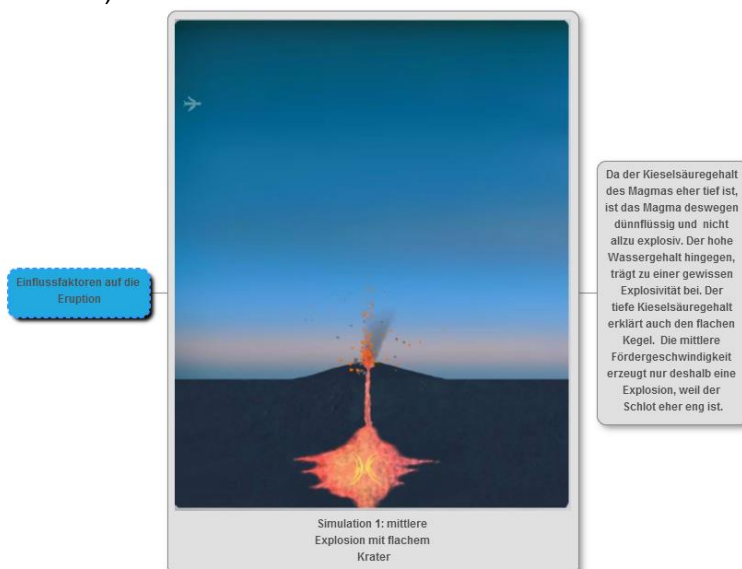 Einflussfaktoren auf die
Eruption
Simulation 1: mittlere
Explosion mit flachem
Krater
Da der Kieselsäuregehalt
des Magmas eher tief ist,
ist das Magma deswegen
dünnflüssig und nicht
allzu explosiv. Der hohe
Wassergehalt hingegen,
trägt zu einer gewissen
Explosivität bei. Der
tiefe Kieselsäuregehalt
erklärt auch den flachen
Kegel. Die mittlere
Fördergeschwindigkeit
erzeugt nur deshalb eine
Explosion, weil der
Schlot eher eng ist.